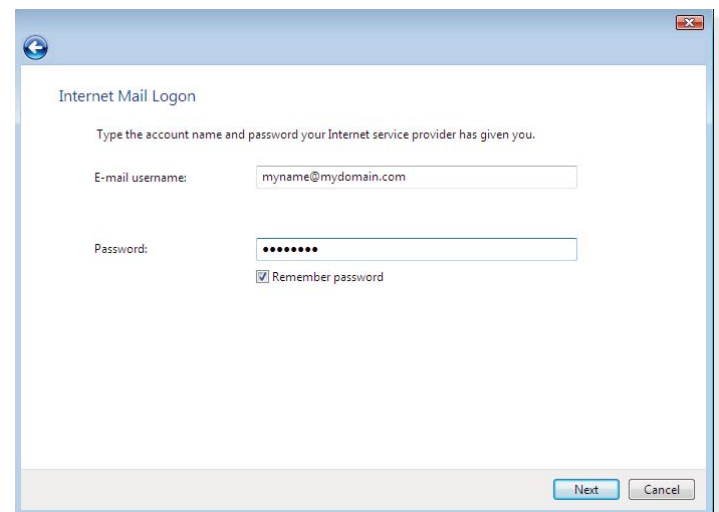 Internet Mail Logon
Type the account name and password your Internet service provider has given you.
E-mail username: myname@mydomain.com
Password: ••••••••
Remember password
Next Cancel